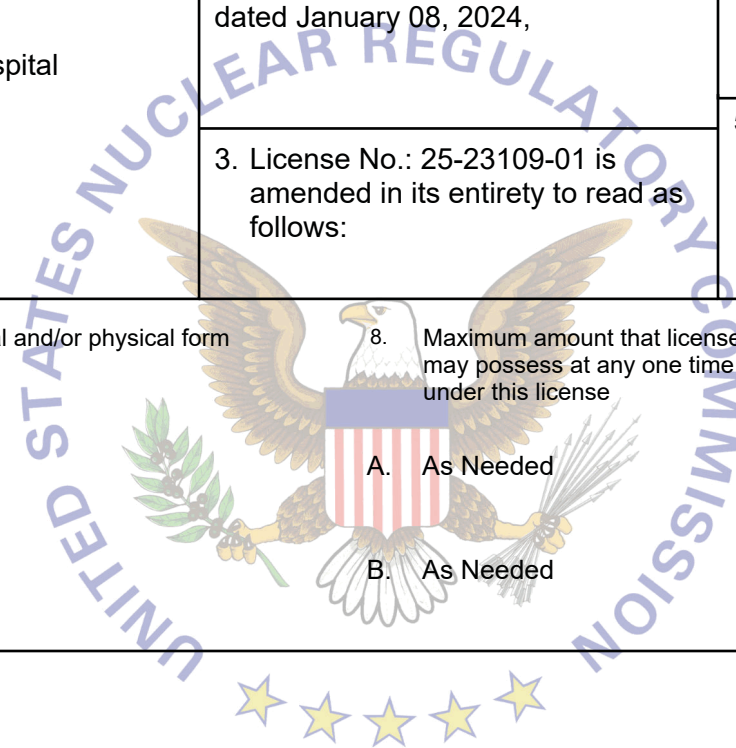 dated January 08, 2024,
spital
3. License No.: 25-23109-01 is
amended in its entirety to read as
follows:
l and/or physical form
8. Maximum amount that license
may possess at any one time
under this license
A. As Needed
B. As Needed
UNITED STATES NUCLEAR REGULATORY COMMISSION